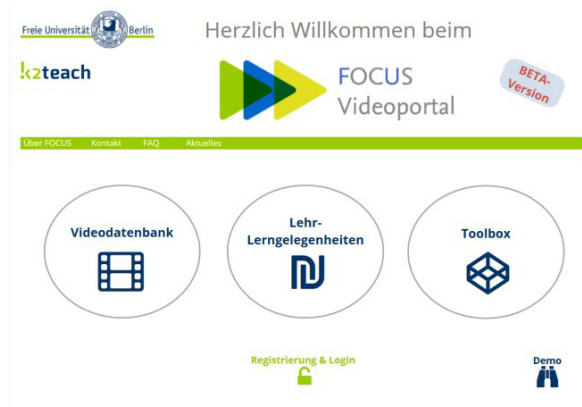 Freie Universität Berlin
Herzlich Willkommen beim
k2teach
FOCUS
Videoportal
BETA-
Version
Über FOCUS Kontakt FAQ Aktuelles
Videodatenbank
Lehr-
Lerngelegenheiten
Toolbox
Registrierung & Login
Demo